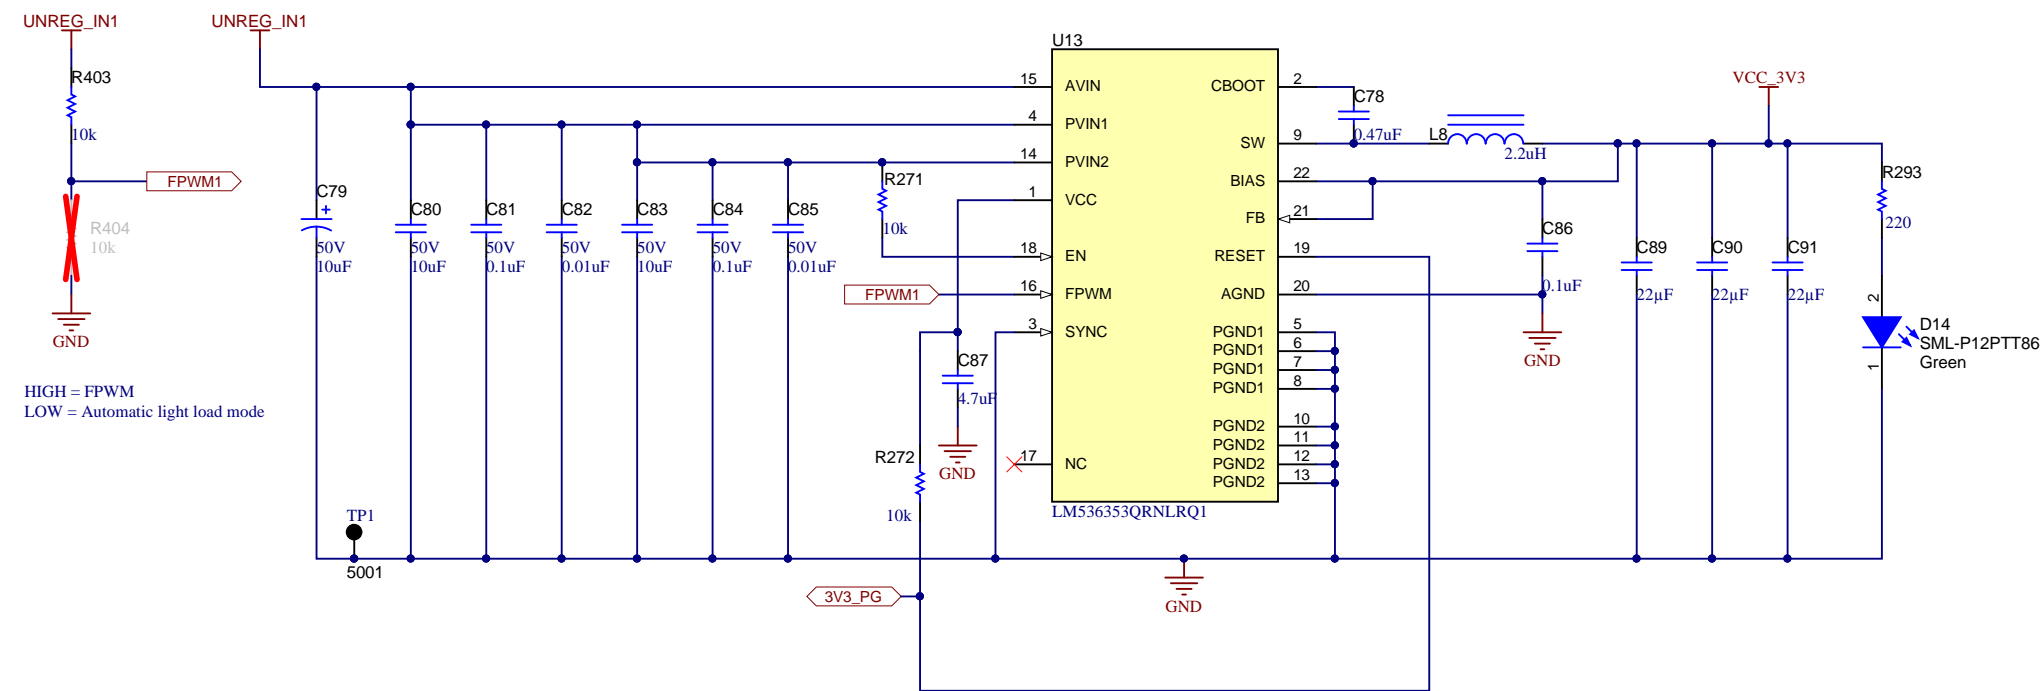 UNREG_IN1
UNREG_IN1
R403
10k
FPWM1
R404
10k
GND
HIGH = FPWM
LOW = Automatic light load mode
C79
+
50V
10uF
C80
50V
10uF
C81
50V
0.1uF
C82
50V
0.01uF
C83
50V
10uF
C84
50V
0.1uF
C85
50V
0.01uF
R271
10k
FPWM1
C87
4.7uF
GND
R272
10k
TP1
5001
3V3_PG
U13
15 AVIN
4 PVIN1
14 PVIN2
1 VCC
18 EN
16 FPWM
3 SYNC
17 NC
CBOOT 2
SW 9
BIAS 22
FB 21
RESET 19
AGND 20
PGND1 5
PGND1 6
PGND1 7
PGND1 8
PGND2 10
PGND2 11
PGND2 12
PGND2 13
LM536353QRNLRQ1
GND
C78
0.47uF
L8
2.2uH
C86
0.1uF
GND
VCC_3V3
C89
22µF
C90
22µF
C91
22µF
R293
220
2
1
D14
SML-P12PTT86
Green